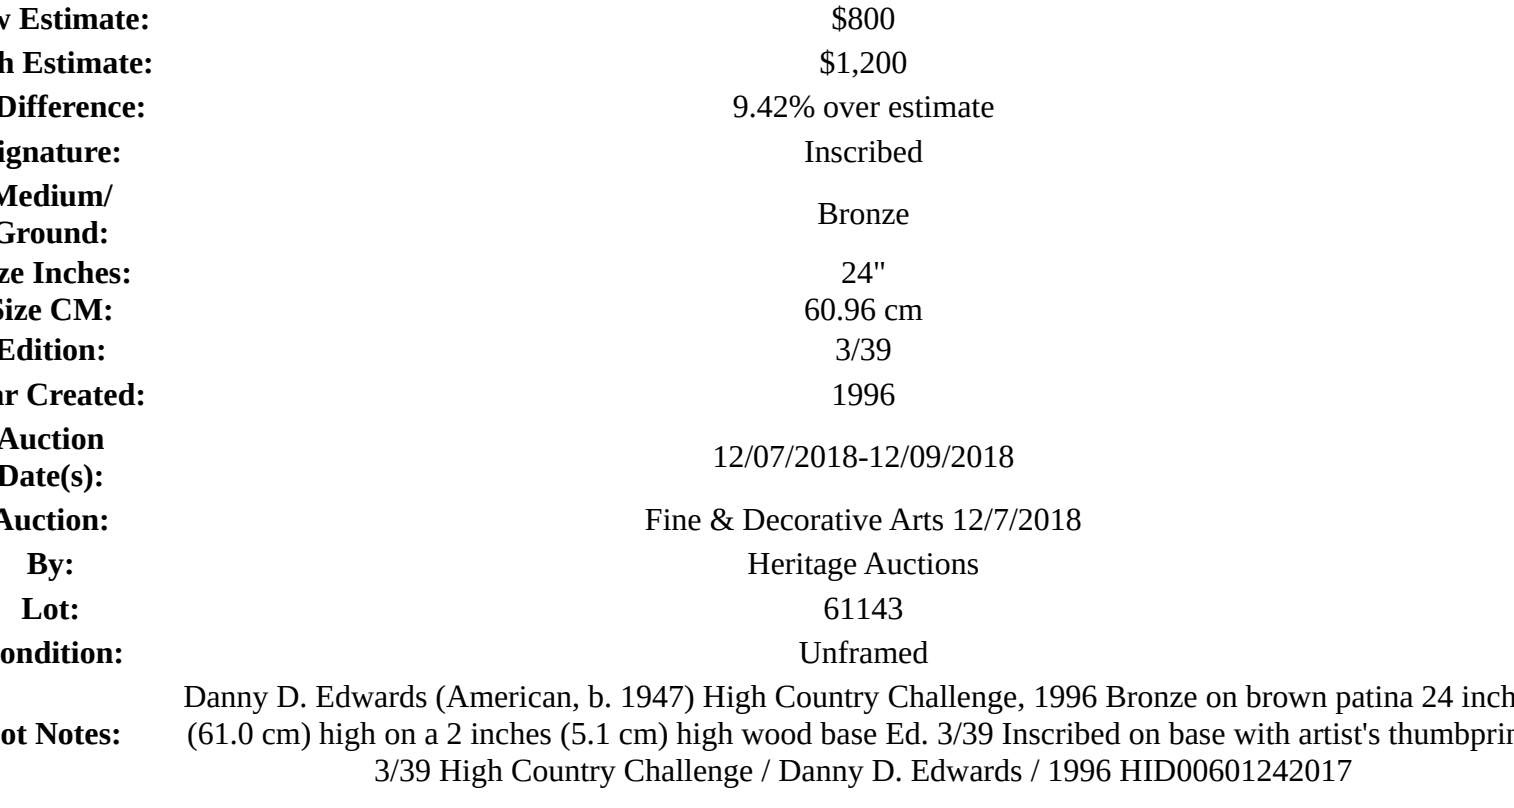 w Estimate: $800
h Estimate: $1,200
Difference: 9.42% over estimate
ignature: Inscribed
Medium/
Ground: Bronze
ze Inches: 24"
Size CM: 60.96 cm
Edition: 3/39
ar Created: 1996
Auction
Date(s): 12/07/2018-12/09/2018
Auction: Fine & Decorative Arts 12/7/2018
By: Heritage Auctions
Lot: 61143
ondition: Unframed
Danny D. Edwards (American, b. 1947) High Country Challenge, 1996 Bronze on brown patina 24 inch
ot Notes: (61.0 cm) high on a 2 inches (5.1 cm) high wood base Ed. 3/39 Inscribed on base with artist's thumbprin
3/39 High Country Challenge / Danny D. Edwards / 1996 HID00601242017